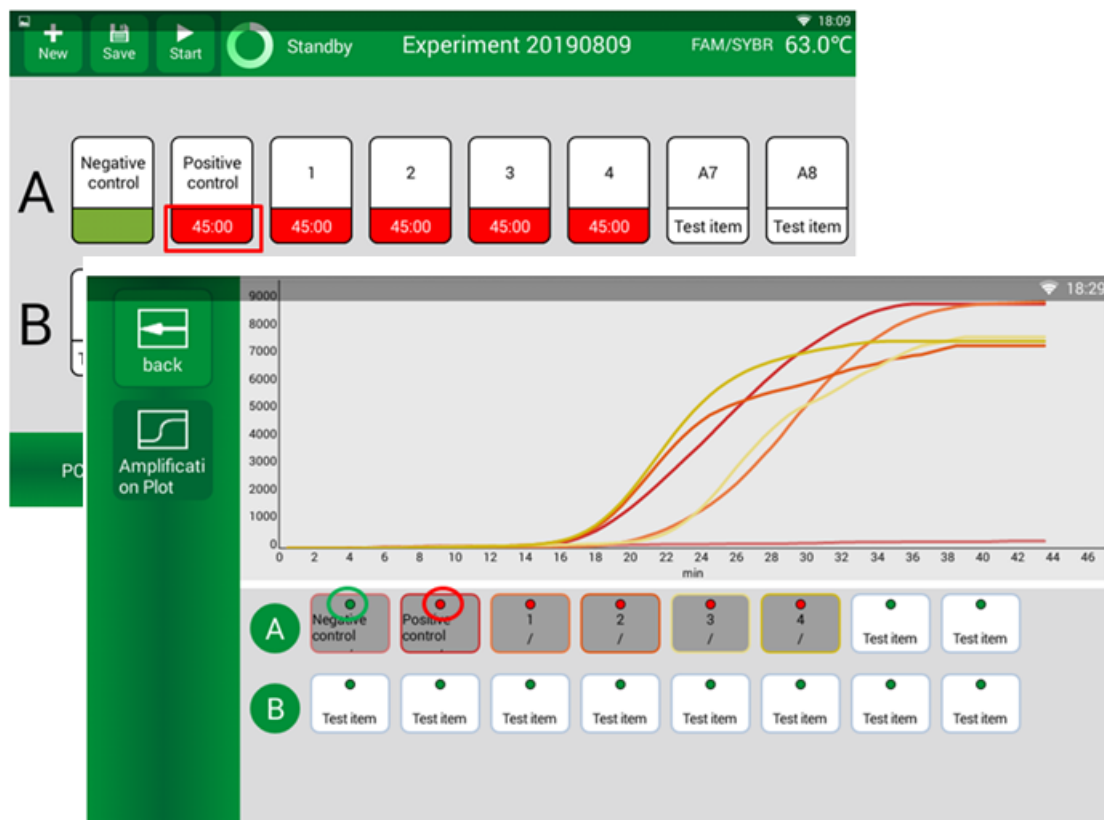 18:09
New
Save
Start
Standby
Experiment 20190809
FAM/SYBR 63.0°C
A
Negative
control
Positive
control
45:00
1
45:00
2
45:00
3
45:00
4
45:00
A7
Test item
A8
Test item
B
18:29
back
Amplificati
on Plot
9000
8000
7000
6000
5000
4000
3000
2000
1000
0
0 2 4 6 8 10 12 14 16 18 20 22 24 26 28 30 32 34 36 38 40 42 44 46
min
A
Negative
control
Positive
control
1
/
2
/
3
/
4
/
Test item
Test item
B
Test item
Test item
Test item
Test item
Test item
Test item
Test item
Test item